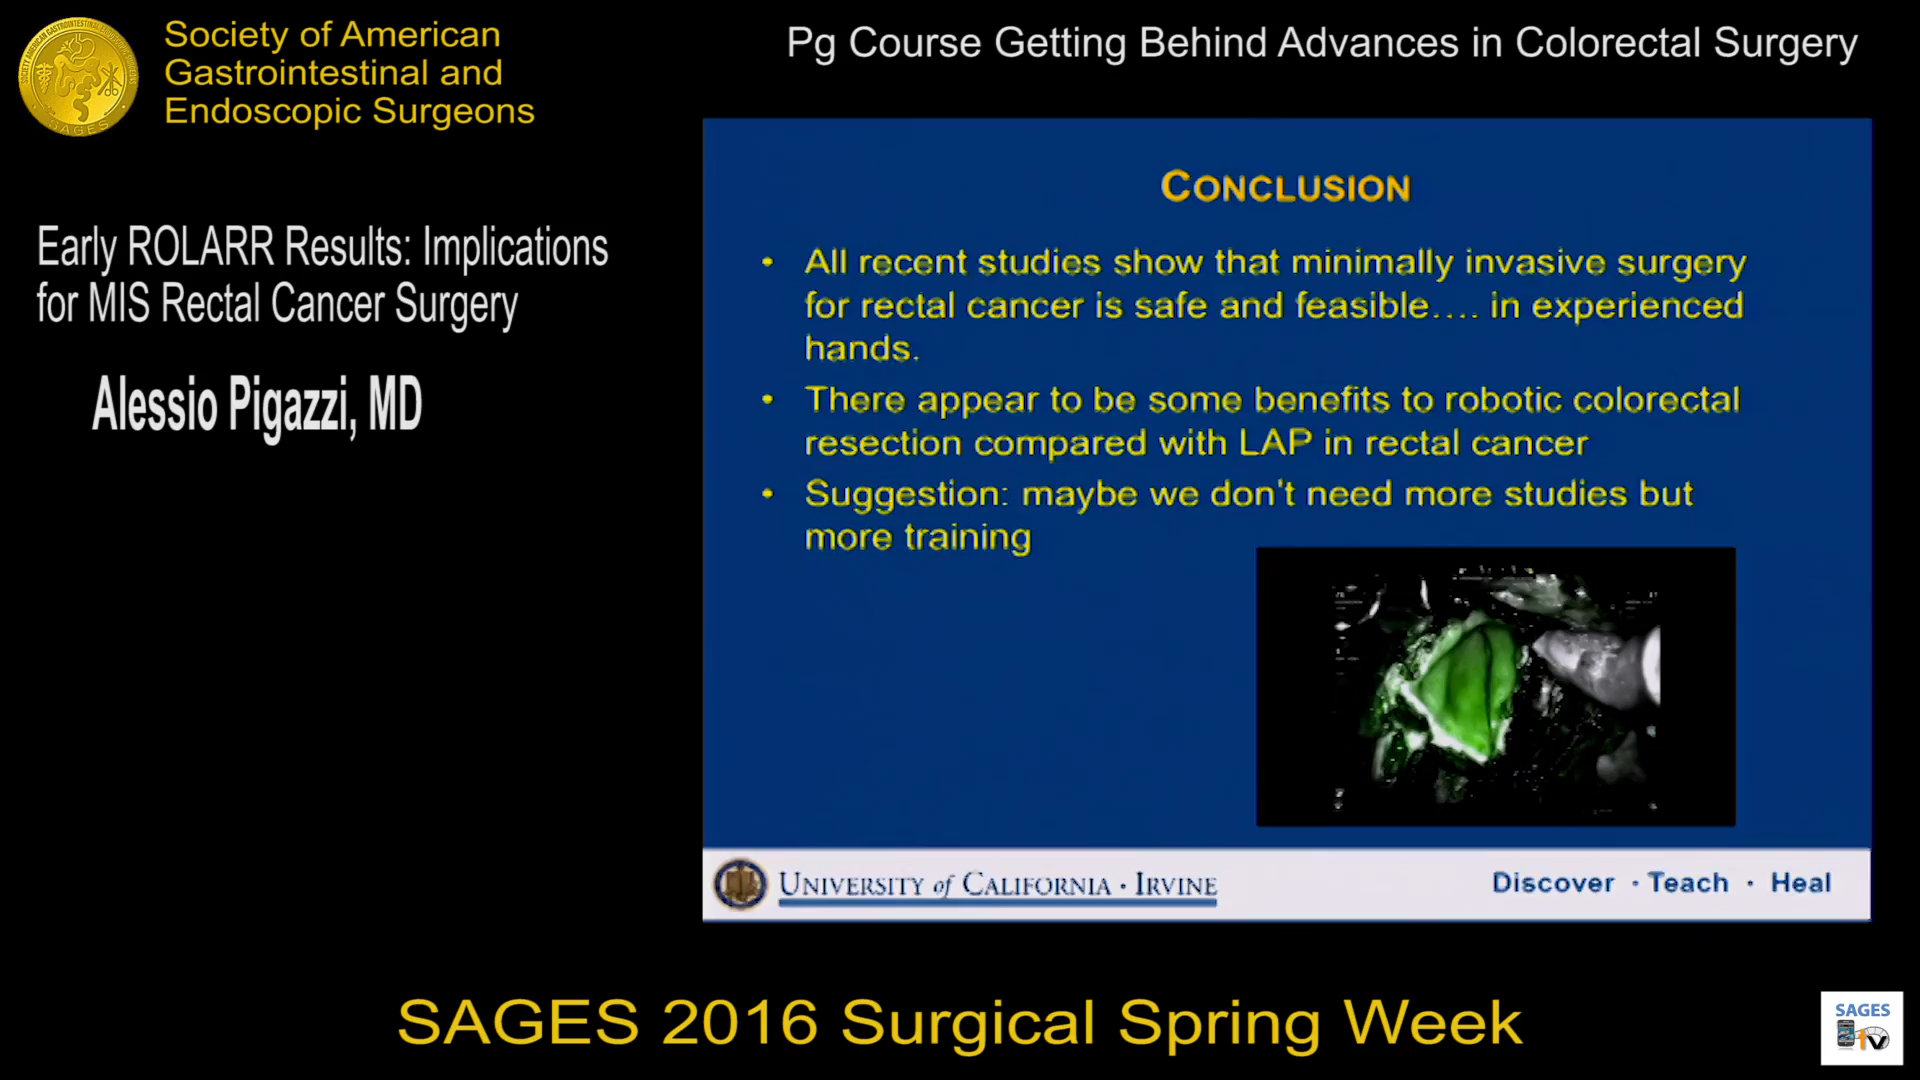 Society of American
Gastrointestinal and
Endoscopic Surgeons
SAGES
Pg Course Getting Behind Advances in Colorectal Surgery
Early ROLARR Results: Implications
for MIS Rectal Cancer Surgery
Alessio Pigazzi, MD
CONCLUSION
• All recent studies show that minimally invasive surgery
for rectal cancer is safe and feasible…. in experienced
hands.
• There appear to be some benefits to robotic colorectal
resection compared with LAP in rectal cancer
• Suggestion: maybe we don't need more studies but
more training
UNIVERSITY of CALIFORNIA · IRVINE
Discover · Teach · Heal
SAGES 2016 Surgical Spring Week
SAGES
tv